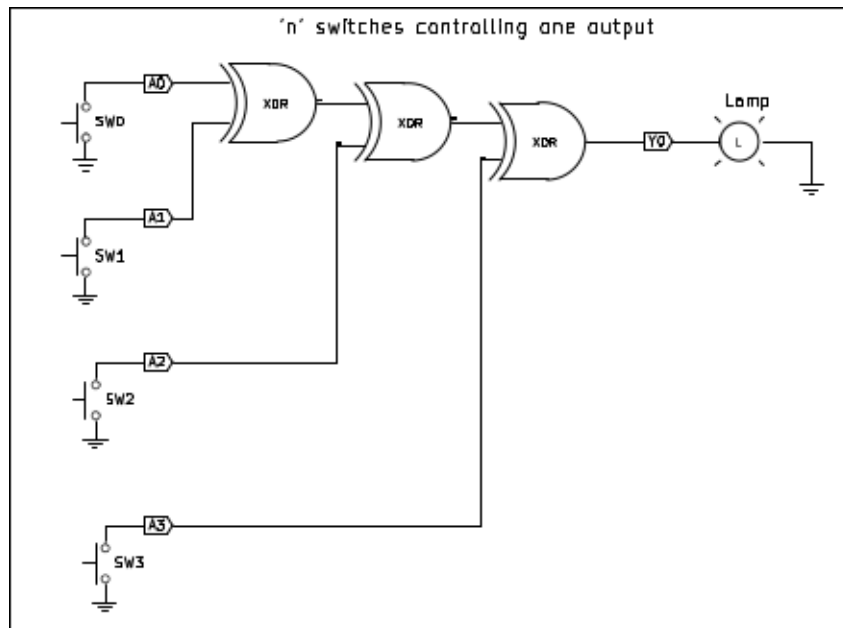 'n' switches controlling one output
A0
XOR
SW0
XOR
Lamp
XOR
Y0
L
A1
SW1
A2
SW2
A3
SW3